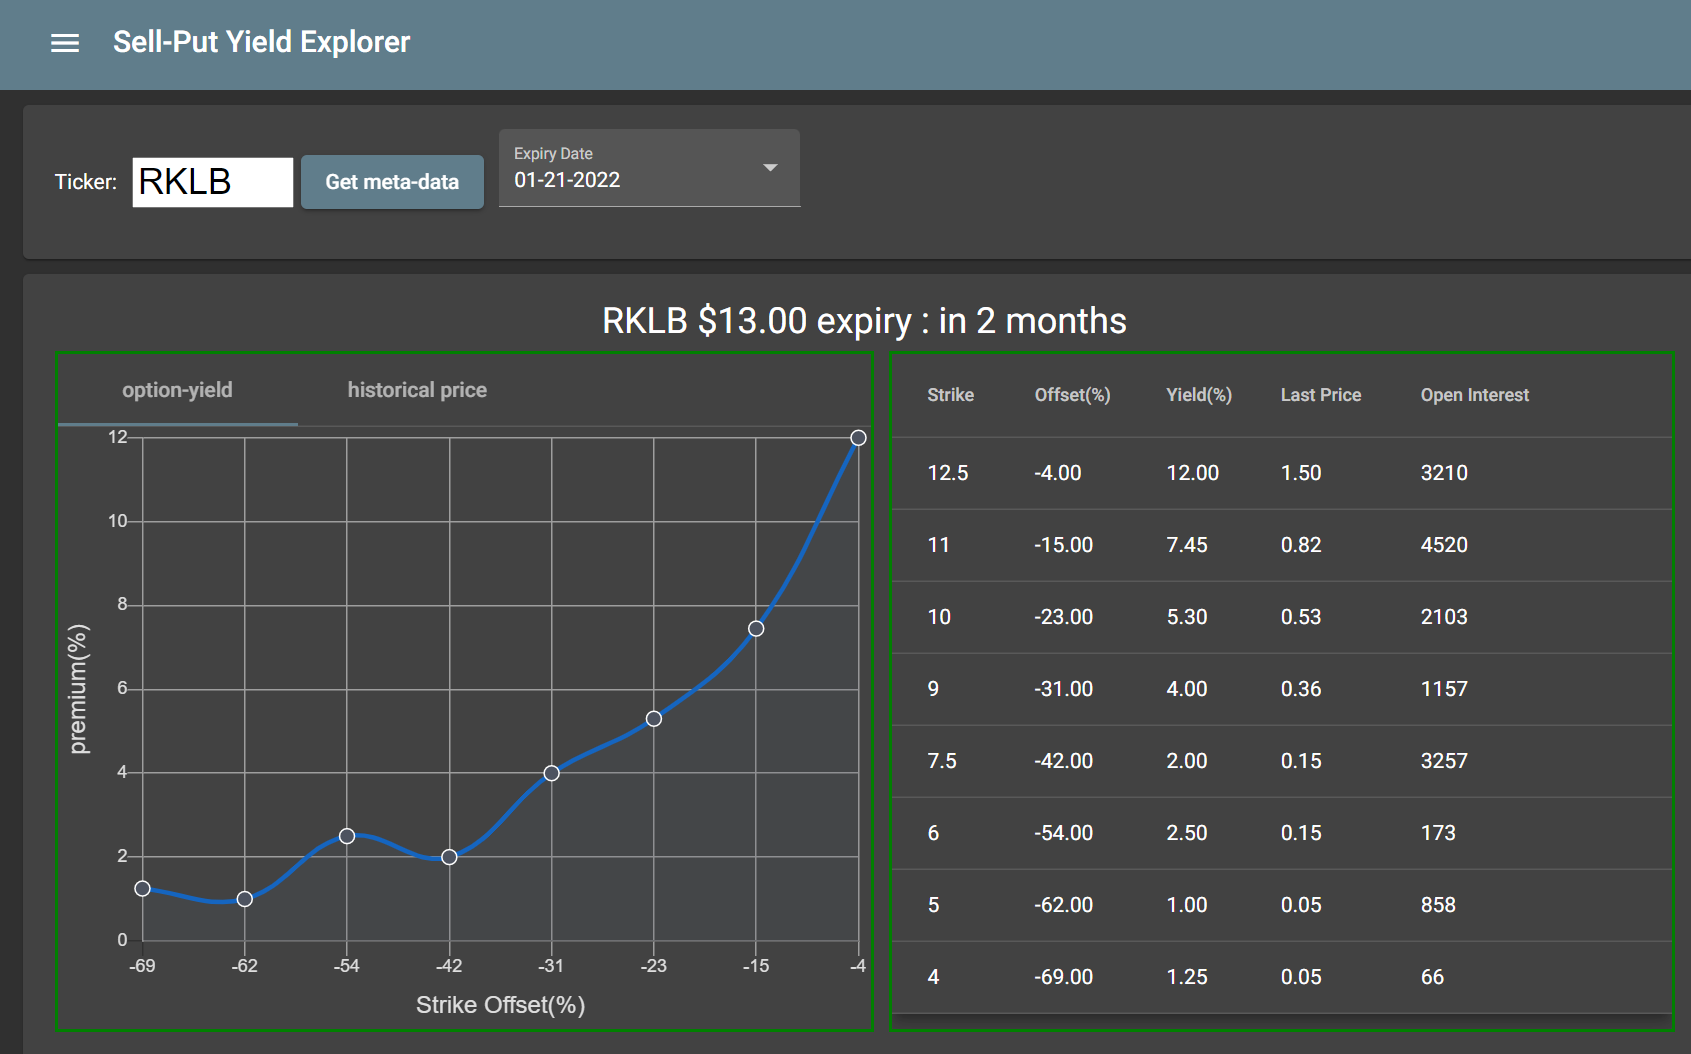 Sell-Put Yield Explorer
Ticker: RKLB Get meta-data
Expiry Date
01-21-2022
RKLB $13.00 expiry : in 2 months
option-yield historical price
12
10
8
6
4
2
0
premium(%)
-69 -62 -54 -42 -31 -23 -15 -4
Strike Offset(%)
Strike Offset(%) Yield(%) Last Price Open Interest
12.5 -4.00 12.00 1.50 3210
11 -15.00 7.45 0.82 4520
10 -23.00 5.30 0.53 2103
9 -31.00 4.00 0.36 1157
7.5 -42.00 2.00 0.15 3257
6 -54.00 2.50 0.15 173
5 -62.00 1.00 0.05 858
4 -69.00 1.25 0.05 66